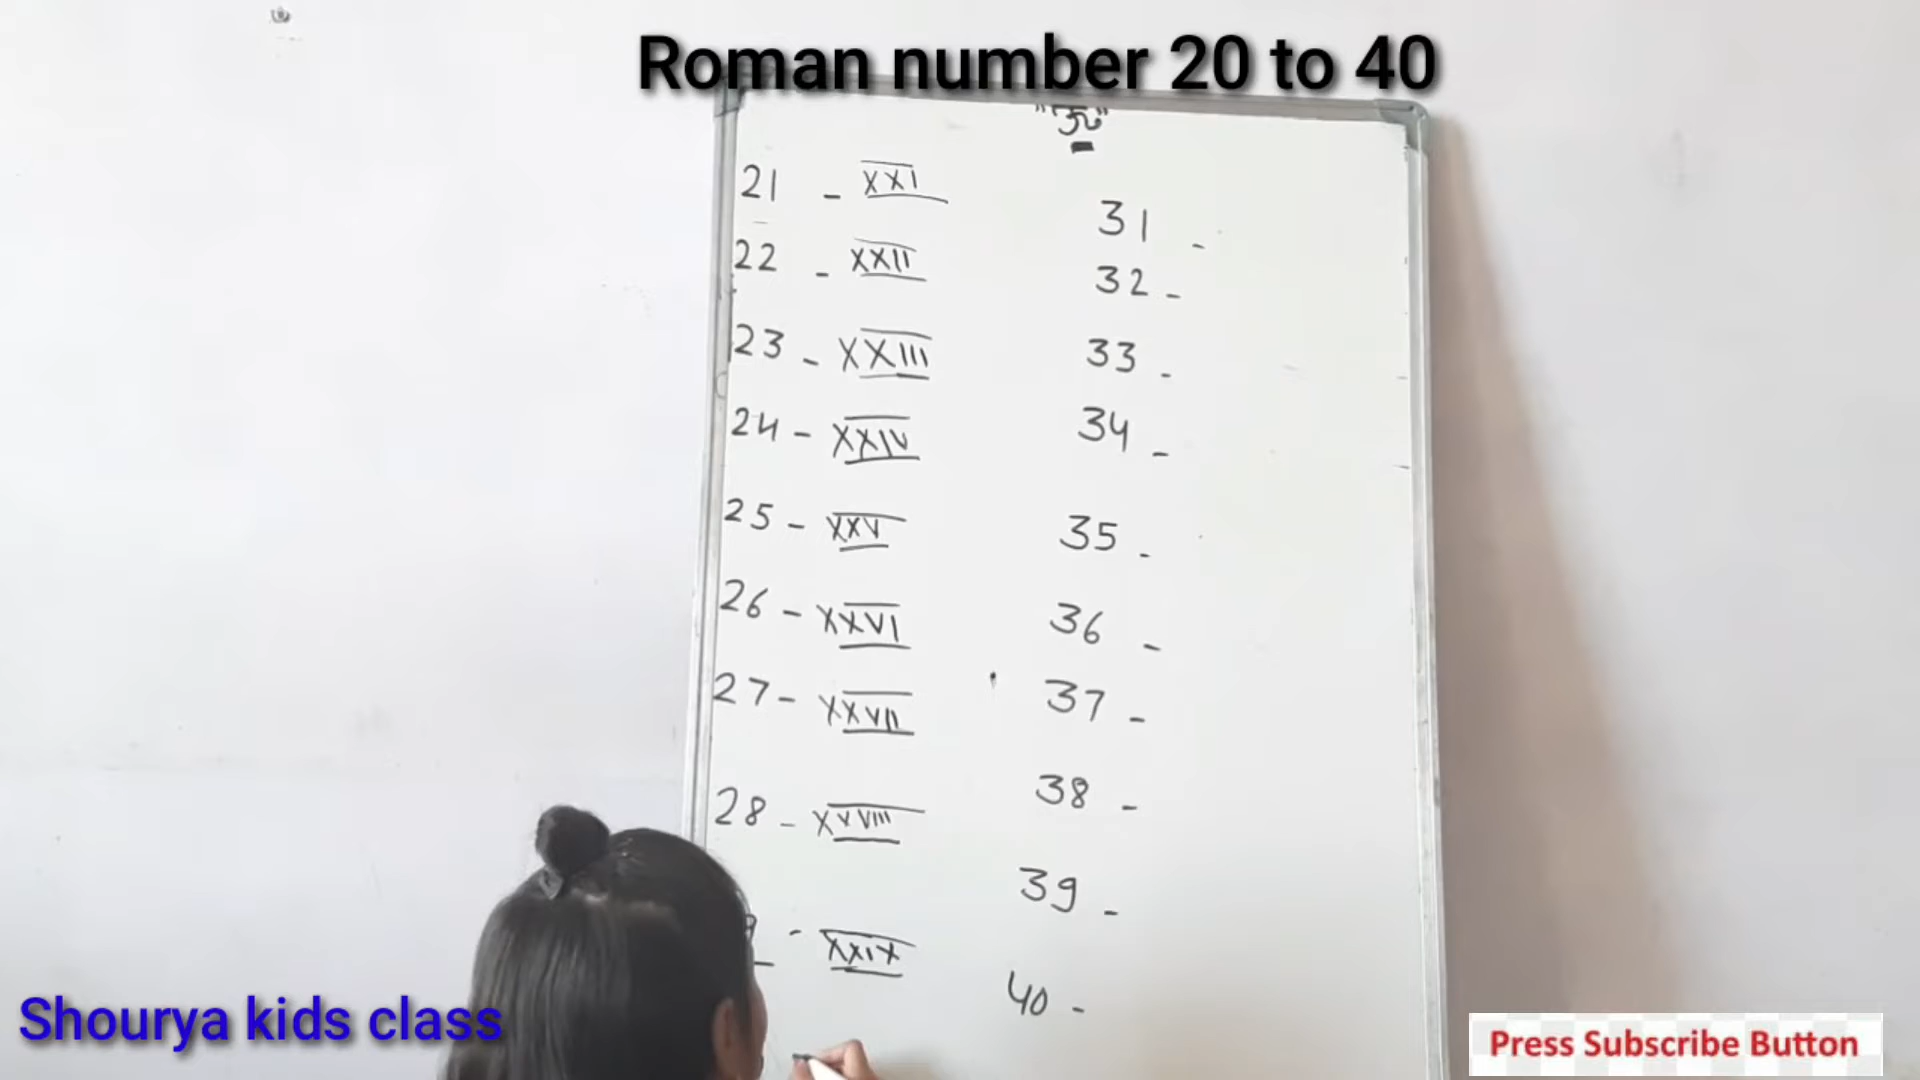 Roman number 20 to 40
"ॐ"
21 - XXI
22 - XXII
23 - XXIII
24 - XXIV
25 - XXV
26 - XXVI
27 - XXVII
28 - XXVIII
9 - XXIX
31 -
32 -
33 -
34 -
35 -
36 -
37 -
38 -
39 -
40 -
Shourya kids class
Press Subscribe Button